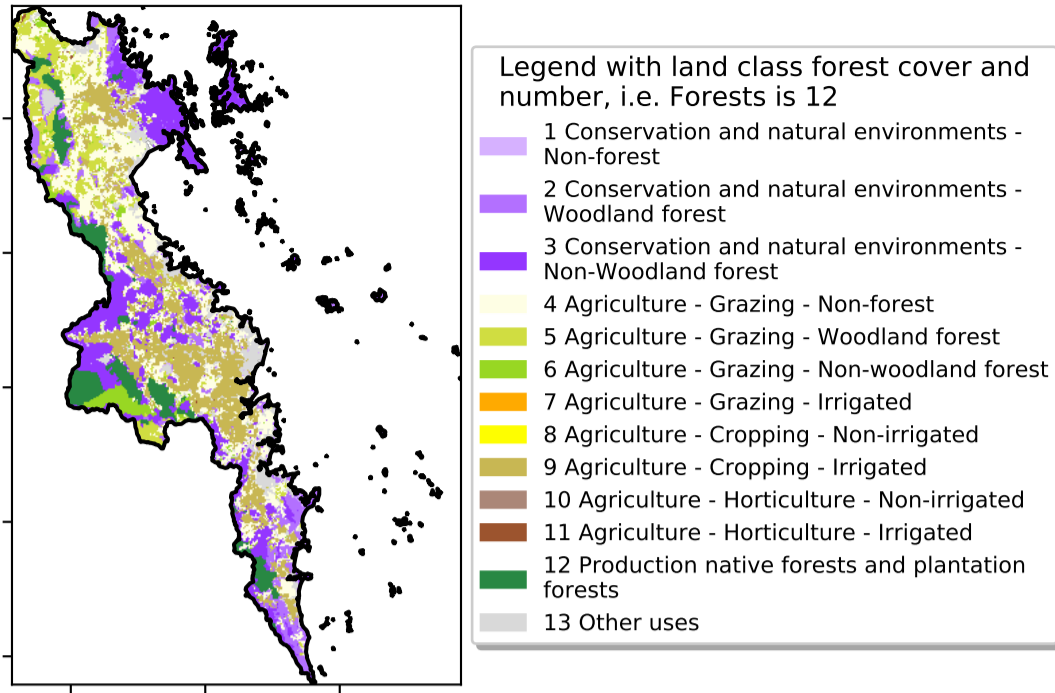 Legend with land class forest cover and
number, i.e. Forests is 12
1 Conservation and natural environments -
Non-forest
2 Conservation and natural environments -
Woodland forest
3 Conservation and natural environments -
Non-Woodland forest
4 Agriculture - Grazing - Non-forest
5 Agriculture - Grazing - Woodland forest
6 Agriculture - Grazing - Non-woodland forest
7 Agriculture - Grazing - Irrigated
8 Agriculture - Cropping - Non-irrigated
9 Agriculture - Cropping - Irrigated
10 Agriculture - Horticulture - Non-irrigated
11 Agriculture - Horticulture - Irrigated
12 Production native forests and plantation
forests
13 Other uses